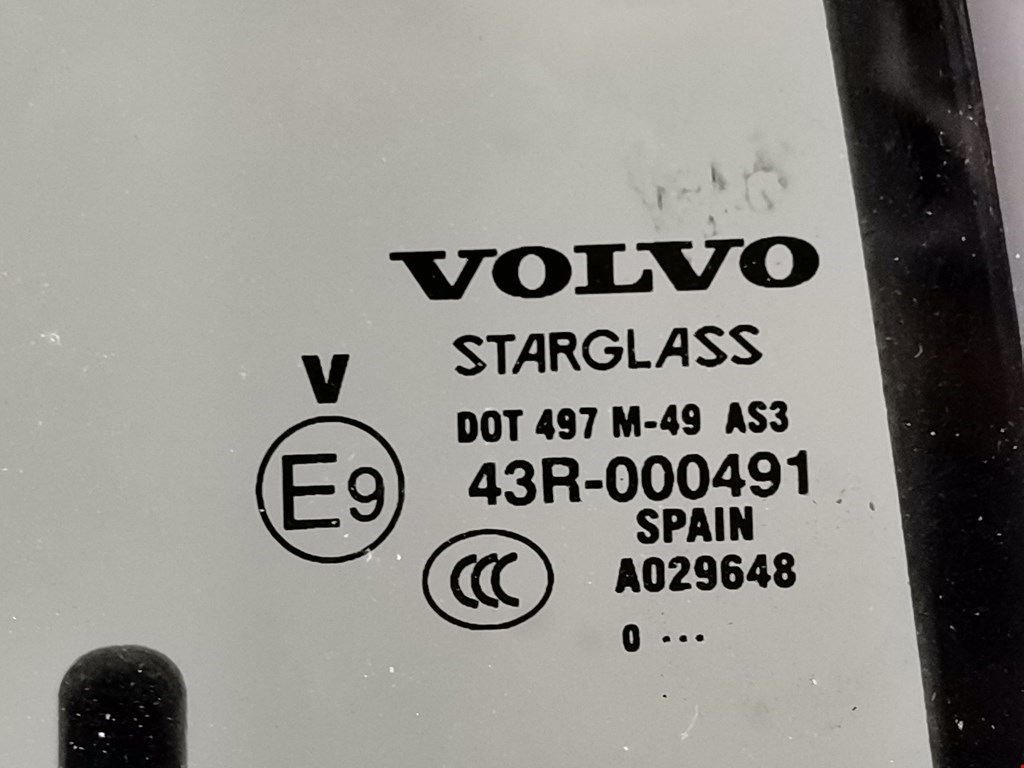 VOLVO
STARGLASS
V
DOT 497 M-49 AS3
E9
43R-000491
SPAIN
CCC
A029648
0 ...